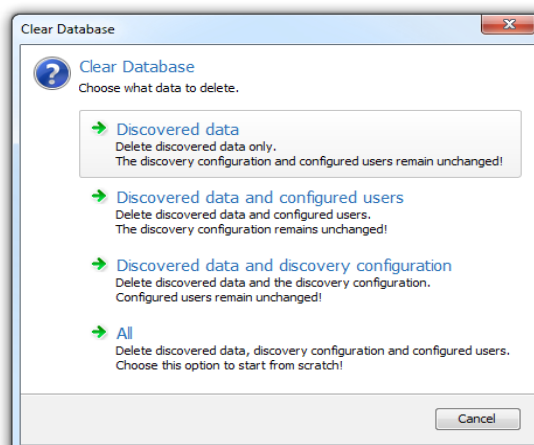 Clear Database
Clear Database
Choose what data to delete.
Discovered data
Delete discovered data only.
The discovery configuration and configured users remain unchanged!
Discovered data and configured users
Delete discovered data and configured users.
The discovery configuration remains unchanged!
Discovered data and discovery configuration
Delete discovered data and the discovery configuration.
Configured users remain unchanged!
All
Delete discovered data, discovery configuration and configured users.
Choose this option to start from scratch!
Cancel